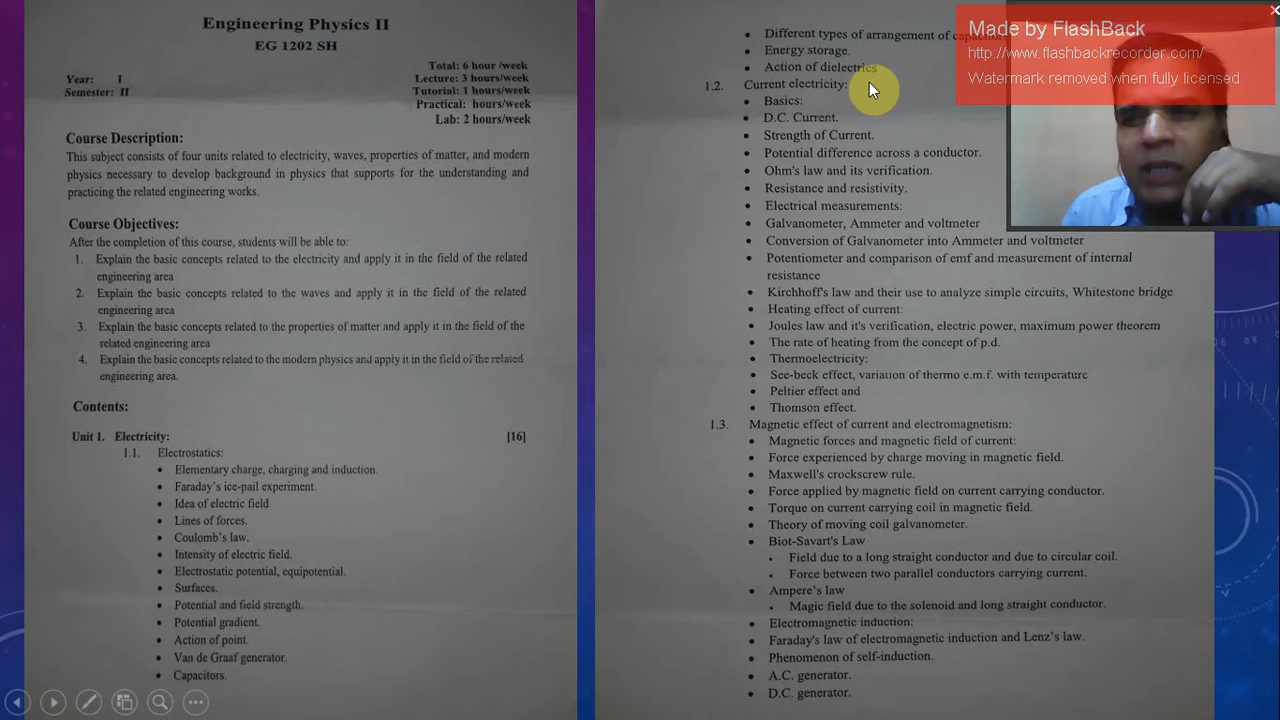 Engineering Physics II
EG 1202 SH
Total: 6 hour /week
Year: I
Lecture: 3 hours/week
Semester: II
Tutorial: 1 hours/week
Practical: hours/week
Lab: 2 hours/week
Course Description:
This subject consists of four units related to electricity, waves, properties of matter, and modern
physics necessary to develop background in physics that supports for the understanding and
practicing the related engineering works.
Course Objectives:
After the completion of this course, students will be able to:
1. Explain the basic concepts related to the electricity and apply it in the field of the related
engineering area
2. Explain the basic concepts related to the waves and apply it in the field of the related
engineering area
3. Explain the basic concepts related to the properties of matter and apply it in the field of the
related engineering area
4. Explain the basic concepts related to the modern physics and apply it in the field of the related
engineering area.
Contents:
Unit 1. Electricity: [16]
1.1. Electrostatics:
• Elementary charge, charging and induction.
• Faraday's ice-pail experiment.
• Idea of electric field
• Lines of forces.
• Coulomb's law.
• Intensity of electric field.
• Electrostatic potential, equipotential.
• Surfaces.
• Potential and field strength.
• Potential gradient.
• Action of point.
• Van de Graaf generator.
• Capacitors.
• Different types of arrangement of capacitors
• Energy storage.
• Action of dielectrics
1.2. Current electricity:
• Basics:
• D.C. Current.
• Strength of Current.
• Potential difference across a conductor.
• Ohm's law and its verification.
• Resistance and resistivity.
• Electrical measurements:
• Galvanometer, Ammeter and voltmeter
• Conversion of Galvanometer into Ammeter and voltmeter
• Potentiometer and comparison of emf and measurement of internal
resistance
• Kirchhoff's law and their use to analyze simple circuits, Whitestone bridge
• Heating effect of current:
• Joules law and it's verification, electric power, maximum power theorem
• The rate of heating from the concept of p.d.
• Thermoelectricity:
• See-beck effect, variation of thermo e.m.f. with temperature
• Peltier effect and
• Thomson effect.
1.3. Magnetic effect of current and electromagnetism:
• Magnetic forces and magnetic field of current:
• Force experienced by charge moving in magnetic field.
• Maxwell's crockscrew rule.
• Force applied by magnetic field on current carrying conductor.
• Torque on current carrying coil in magnetic field.
• Theory of moving coil galvanometer.
• Biot-Savart's Law
• Field due to a long straight conductor and due to circular coil.
• Force between two parallel conductors carrying current.
• Ampere's law
• Magic field due to the solenoid and long straight conductor.
• Electromagnetic induction:
• Faraday's law of electromagnetic induction and Lenz's law.
• Phenomenon of self-induction.
• A.C. generator.
• D.C. generator.
Made by FlashBack
http://www.flashbackrecorder.com/
Watermark removed when fully licensed